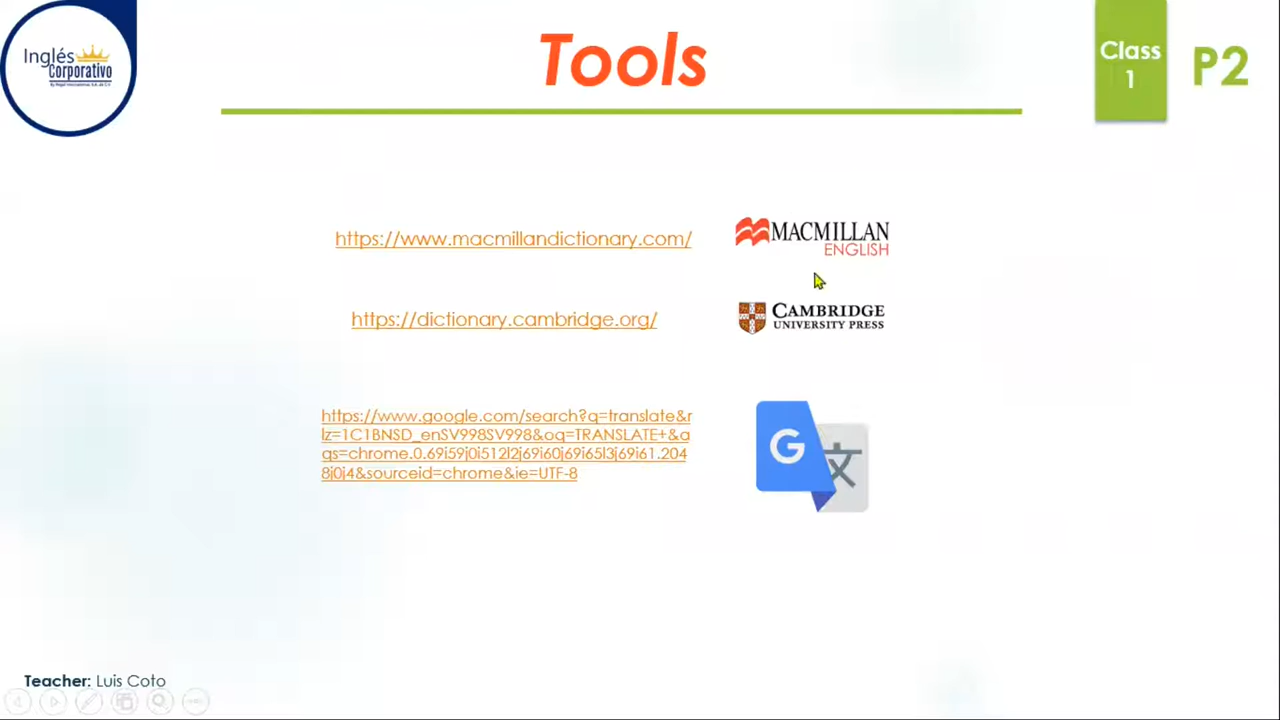 Inglés
Corporativo
Tools
Class
1
P2
https://www.macmillandictionary.com/
MACMILLAN
ENGLISH
https://dictionary.cambridge.org/
CAMBRIDGE
UNIVERSITY PRESS
https://www.google.com/search?q=translate&r
lz=1C1BNSD_enSV998SV998&oq=TRANSLATE+&a
qs=chrome.0.69i59j0i512l2j69i60j69i65l3j69i61.204
8j0j4&sourceid=chrome&ie=UTF-8
G
文
Teacher: Luis Coto